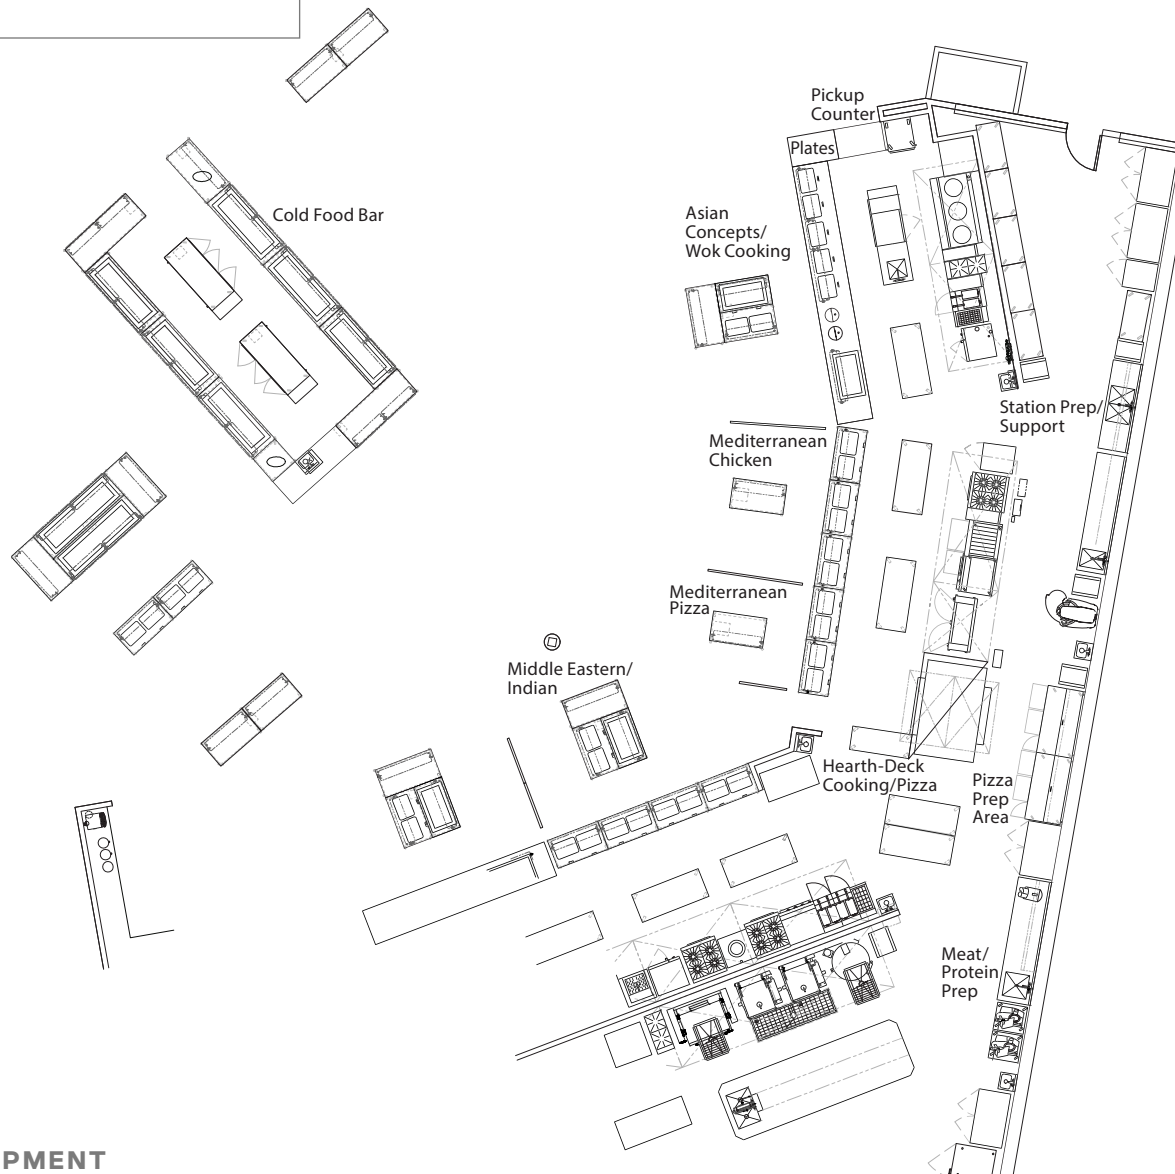 Pickup
Counter
Plates
Cold Food Bar
Asian
Concepts/
Wok Cooking
Station Prep/
Support
Mediterranean
Chicken
Mediterranean
Pizza
Middle Eastern/
Indian
Hearth-Deck
Cooking/Pizza
Pizza
Prep
Area
Meat/
Protein
Prep
PMENT